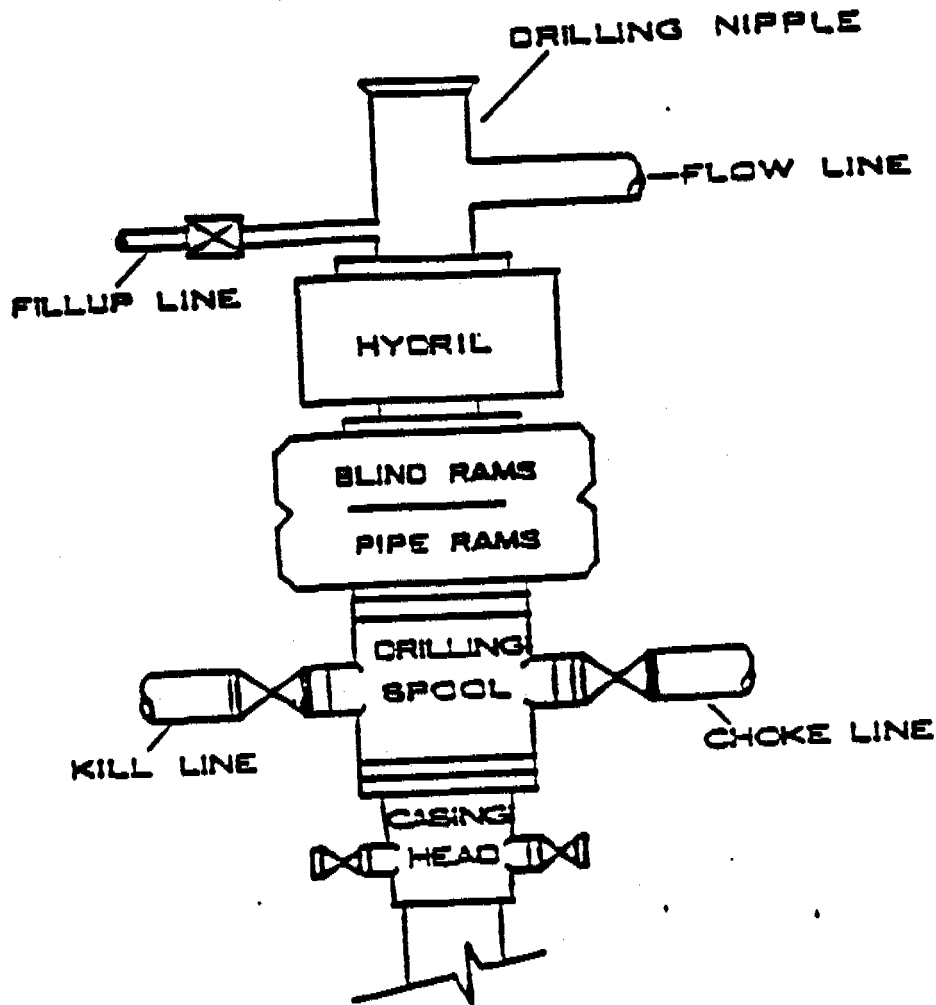 DRILLING NIPPLE
FLOW LINE
FILLUP LINE
HYDRIL
BLIND RAMS
PIPE RAMS
DRILLING
SPOOL
KILL LINE
CHOKE LINE
CASING
HEAD